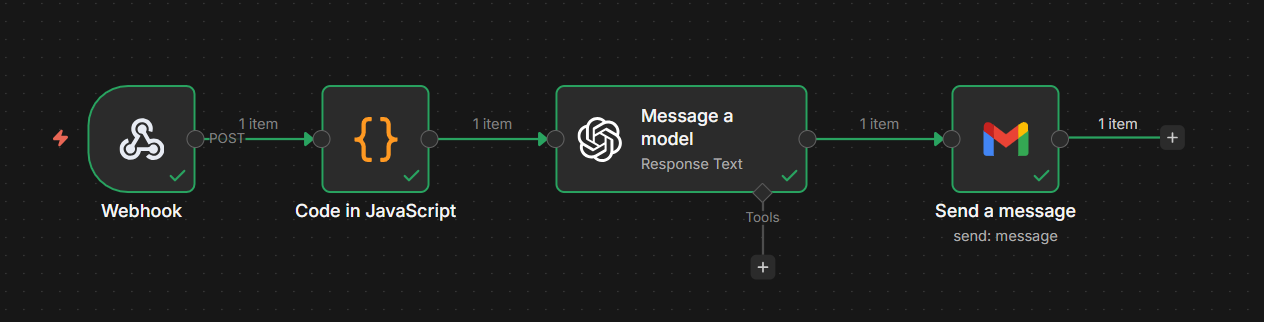 POST
1 item
1 item
Message a
model
Response Text
1 item
1 item
Tools
Webhook
Code in JavaScript
Send a message
send: message